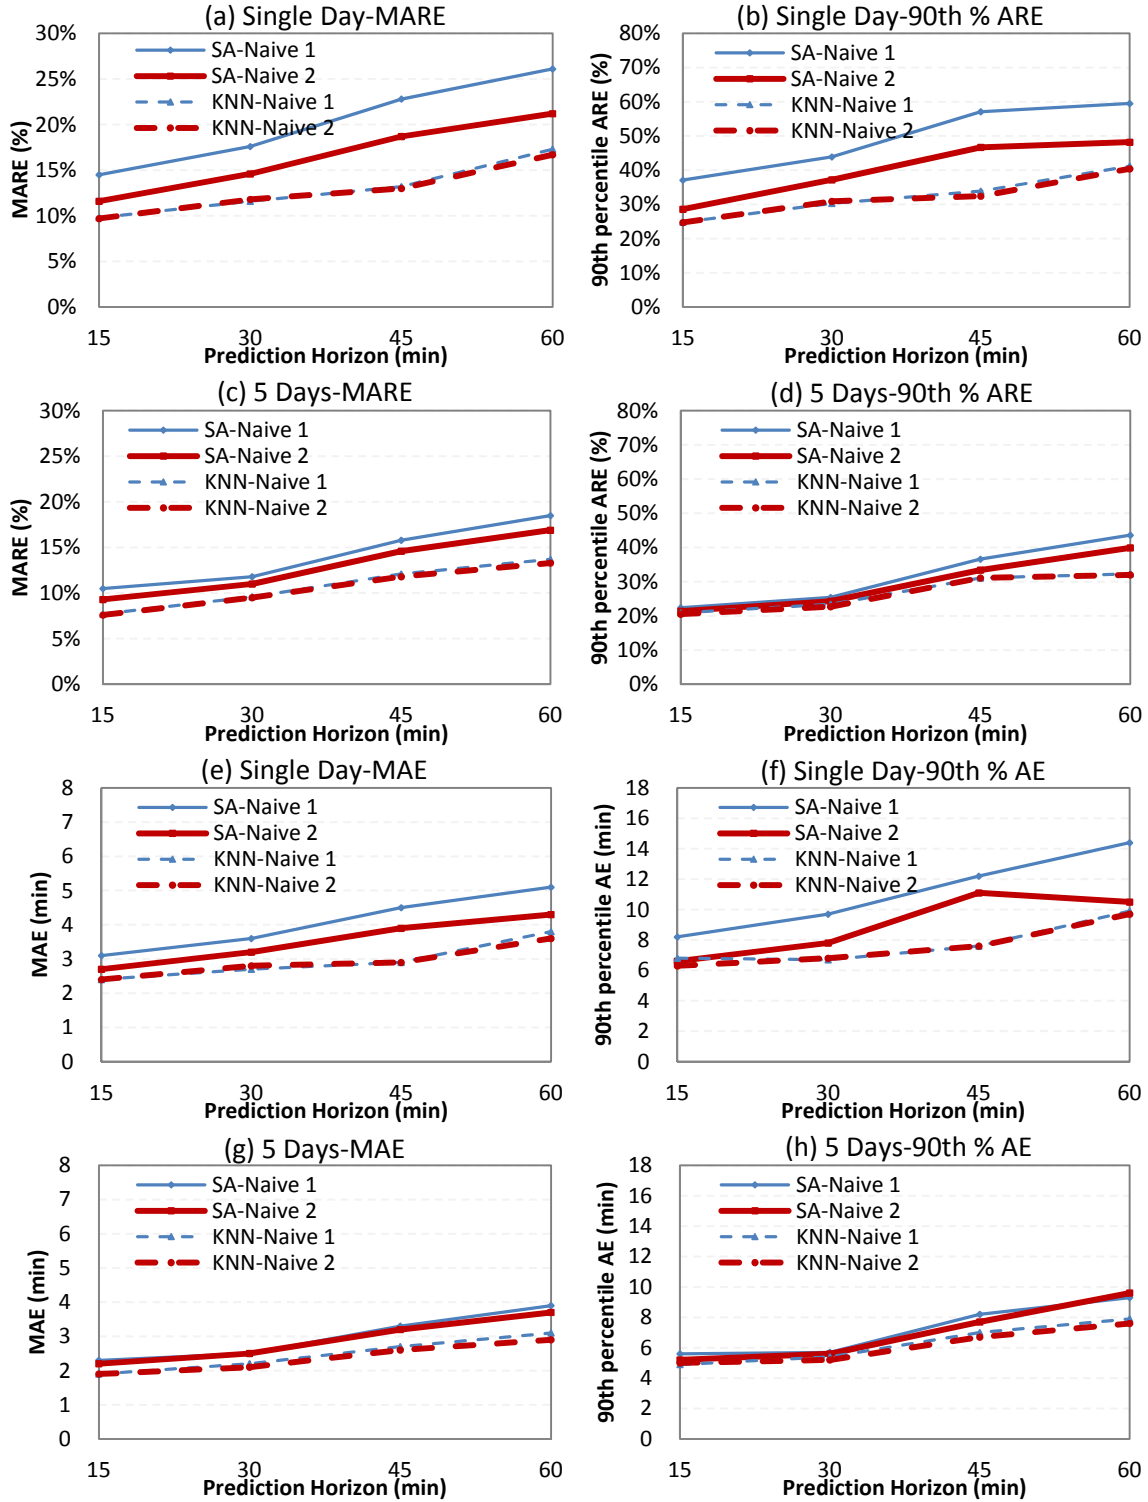 (a) Single Day-MARE
30%
25%
20%
15%
10%
5%
0%
MARE (%)
SA-Naive 1
SA-Naive 2
KNN-Naive 1
KNN-Naive 2
15 30 45 60
Prediction Horizon (min)
(b) Single Day-90th % ARE
80%
70%
60%
50%
40%
30%
20%
10%
0%
90th percentile ARE (%)
SA-Naive 1
SA-Naive 2
KNN-Naive 1
KNN-Naive 2
15 30 45 60
Prediction Horizon (min)
(c) 5 Days-MARE
30%
25%
20%
15%
10%
5%
0%
MARE (%)
SA-Naive 1
SA-Naive 2
KNN-Naive 1
KNN-Naive 2
15 30 45 60
Prediction Horizon (min)
(d) 5 Days-90th % ARE
80%
70%
60%
50%
40%
30%
20%
10%
0%
90th percentile ARE (%)
SA-Naive 1
SA-Naive 2
KNN-Naive 1
KNN-Naive 2
15 30 45 60
Prediction Horizon (min)
(e) Single Day-MAE
8
7
6
5
4
3
2
1
0
MAE (min)
SA-Naive 1
SA-Naive 2
KNN-Naive 1
KNN-Naive 2
15 30 45 60
Prediction Horizon (min)
(f) Single Day-90th % AE
18
16
14
12
10
8
6
4
2
0
90th percentile AE (min)
SA-Naive 1
SA-Naive 2
KNN-Naive 1
KNN-Naive 2
15 30 45 60
Prediction Horizon (min)
(g) 5 Days-MAE
8
7
6
5
4
3
2
1
0
MAE (min)
SA-Naive 1
SA-Naive 2
KNN-Naive 1
KNN-Naive 2
15 30 45 60
Prediction Horizon (min)
(h) 5 Days-90th % AE
18
16
14
12
10
8
6
4
2
0
90th percentile AE (min)
SA-Naive 1
SA-Naive 2
KNN-Naive 1
KNN-Naive 2
15 30 45 60
Prediction Horizon (min)